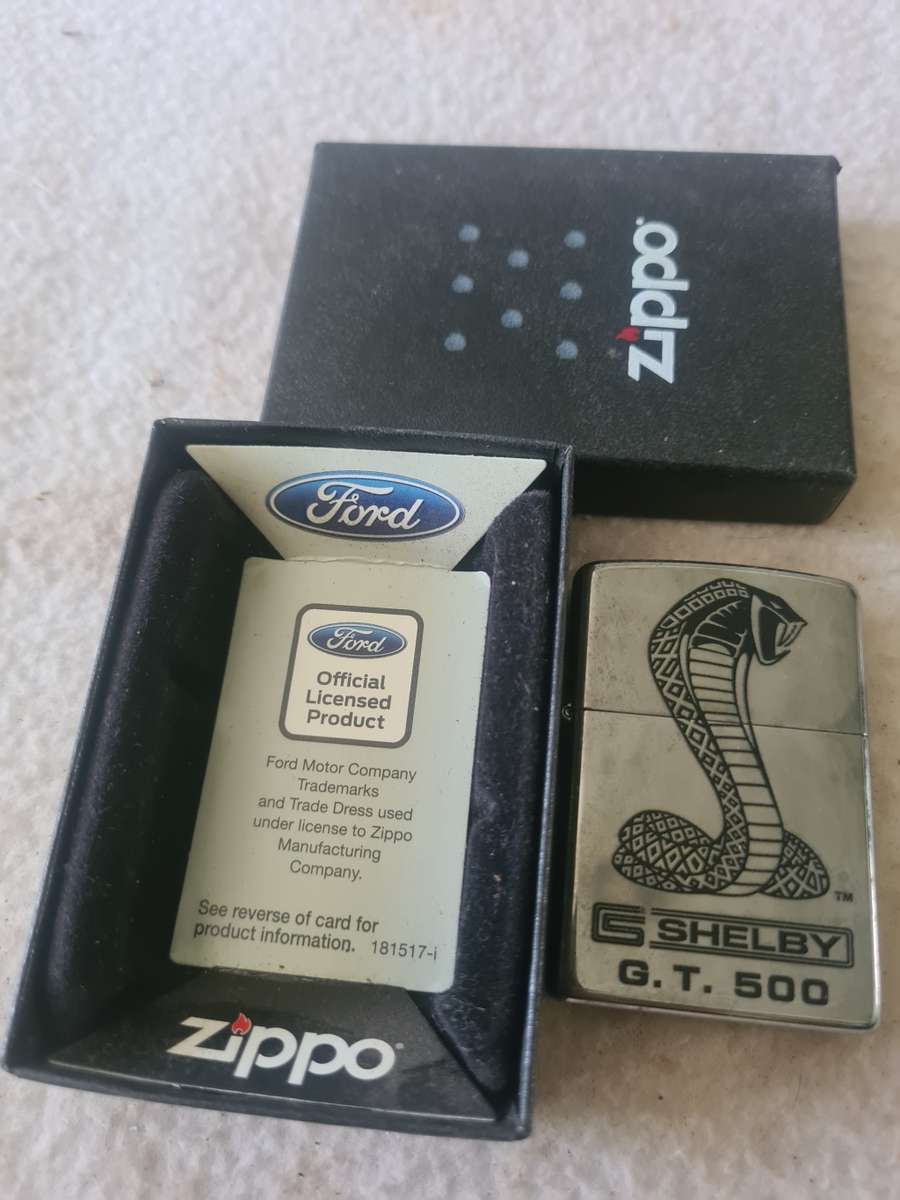 zippo
Ford
Ford
Official
Licensed
Product
Ford Motor Company
Trademarks
and Trade Dress used
under license to Zippo
Manufacturing
Company.
See reverse of card for
product information. 181517-i
zippo
TM
CS SHELBY
G.T. 500